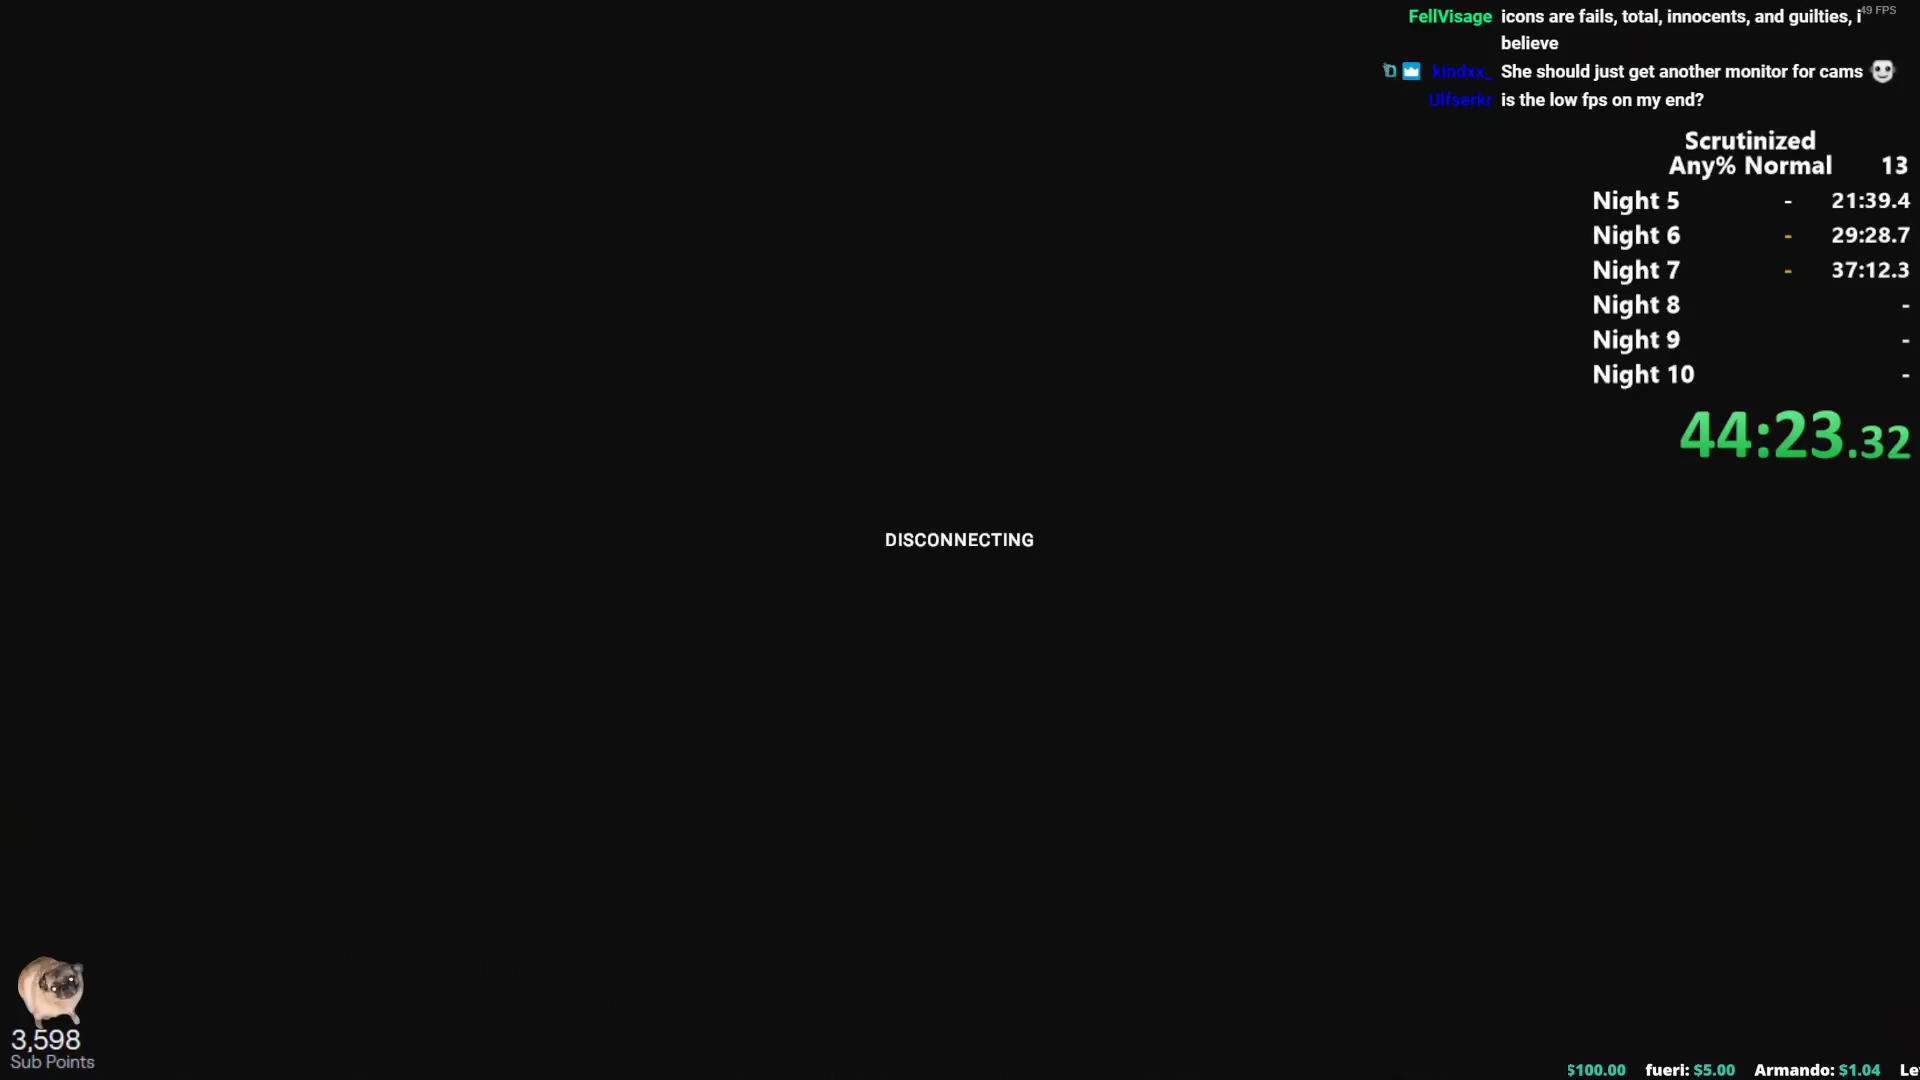 FellVisage icons are fails, total, innocents, and guilties, i
49 FPS
believe
kindxx_ She should just get another monitor for cams
Ulfserkr is the low fps on my end?
Scrutinized
Any% Normal 13
Night 5 - 21:39.4
Night 6 - 29:28.7
Night 7 - 37:12.3
Night 8 -
Night 9 -
Night 10 -
44:23.32
DISCONNECTING
3,598
Sub Points
$100.00 fueri: $5.00 Armando: $1.04 Le